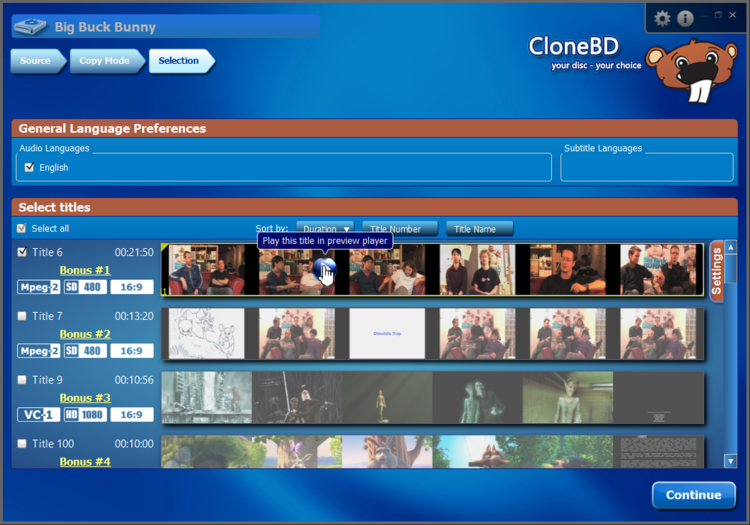 Big Buck Bunny
Source
Copy Mode
Selection
CloneBD
your disc - your choice
General Language Preferences
Audio Languages
English
Subtitle Languages
Select titles
Select all
Sort by:
Duration
Title Number
Title Name
Play this title in preview player
Title 6
00:21:50
Bonus #1
Mpeg-2
SD 480
16:9
1
Settings
Title 7
00:13:20
Bonus #2
Mpeg-2
SD 480
16:9
Title 9
00:10:56
Bonus #3
VC-1
HD 1080
16:9
Title 100
00:10:00
Bonus #4
Continue